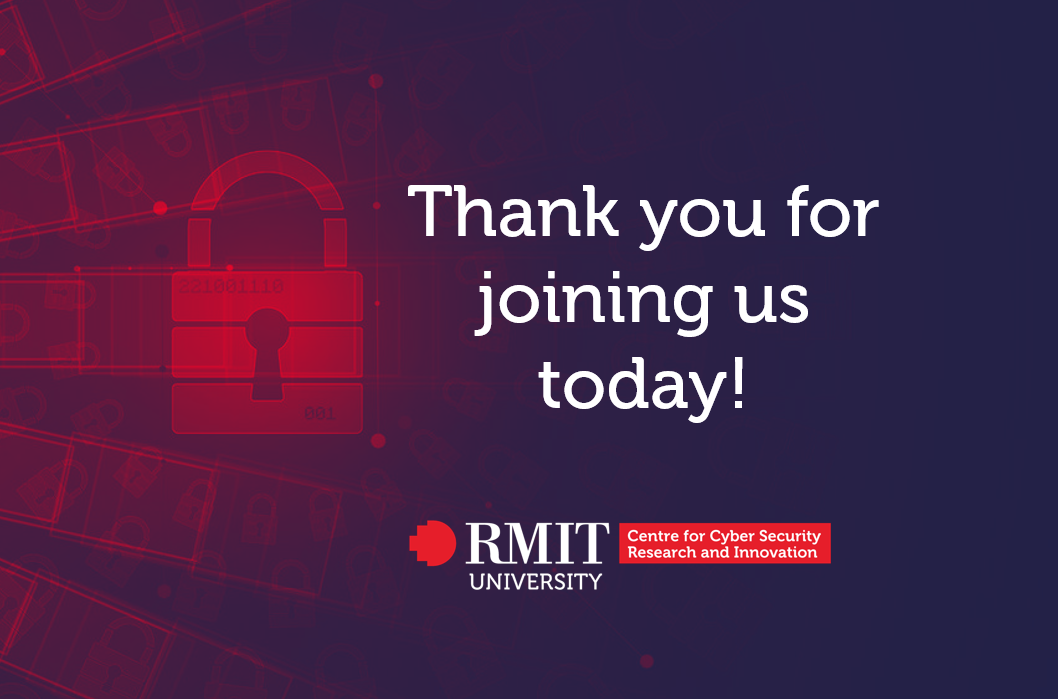 Thank you for
joining us
today!
221001110
001
RMIT
UNIVERSITY
Centre for Cyber Security
Research and Innovation